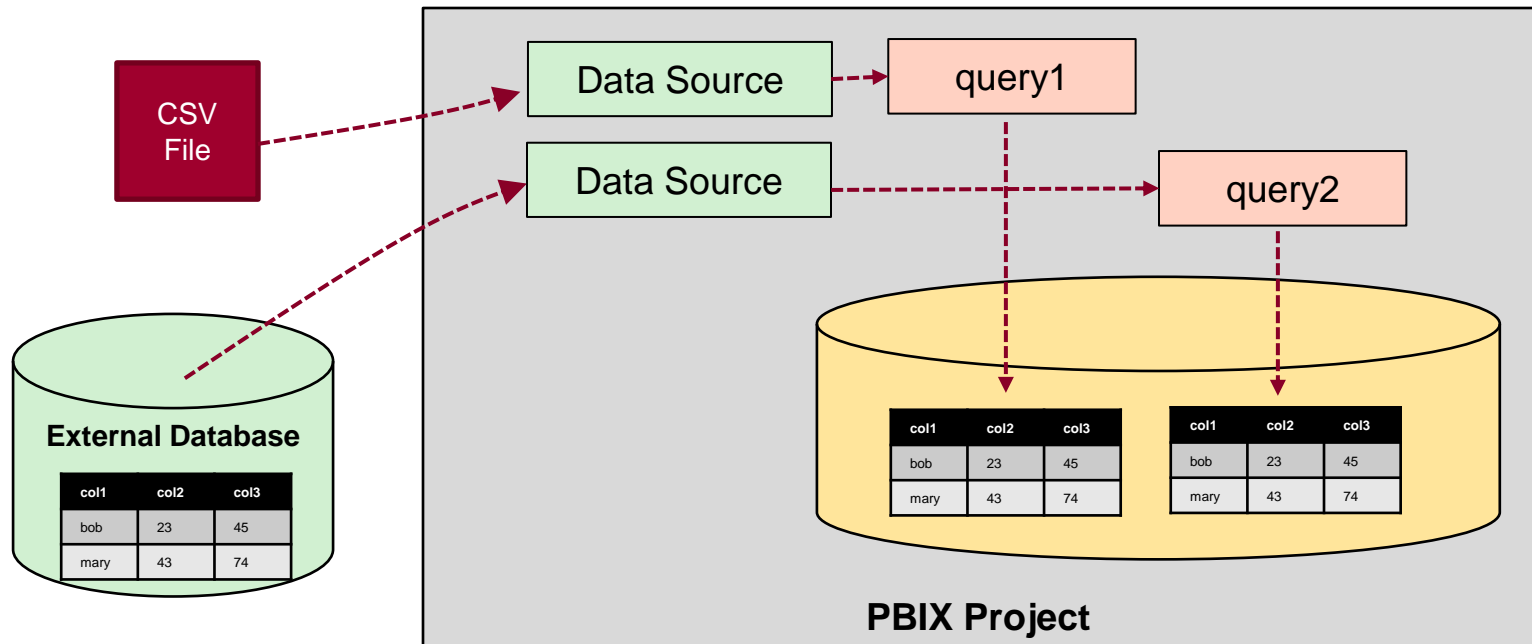 CSV
File
Data Source
query1
Data Source
query2
External Database
col1 col2 col3
bob 23 45
mary 43 74
col1 col2 col3
bob 23 45
mary 43 74
col1 col2 col3
bob 23 45
mary 43 74
PBIX Project